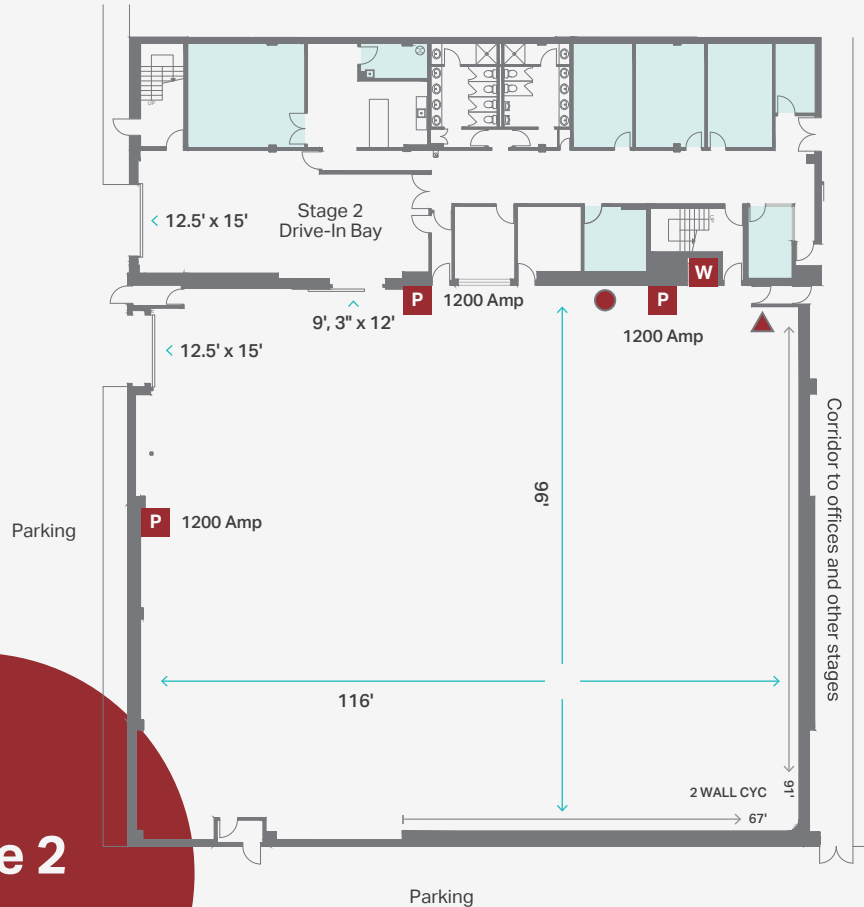 UP
12.5' x 15'
Stage 2
Drive-In Bay
W
P
1200 Amp
P
9', 3" x 12'
1200 Amp
12.5' x 15'
Corridor to offices and other stages
96'
P
1200 Amp
Parking
116'
2 WALL CYC
91'
67'
e 2
Parking